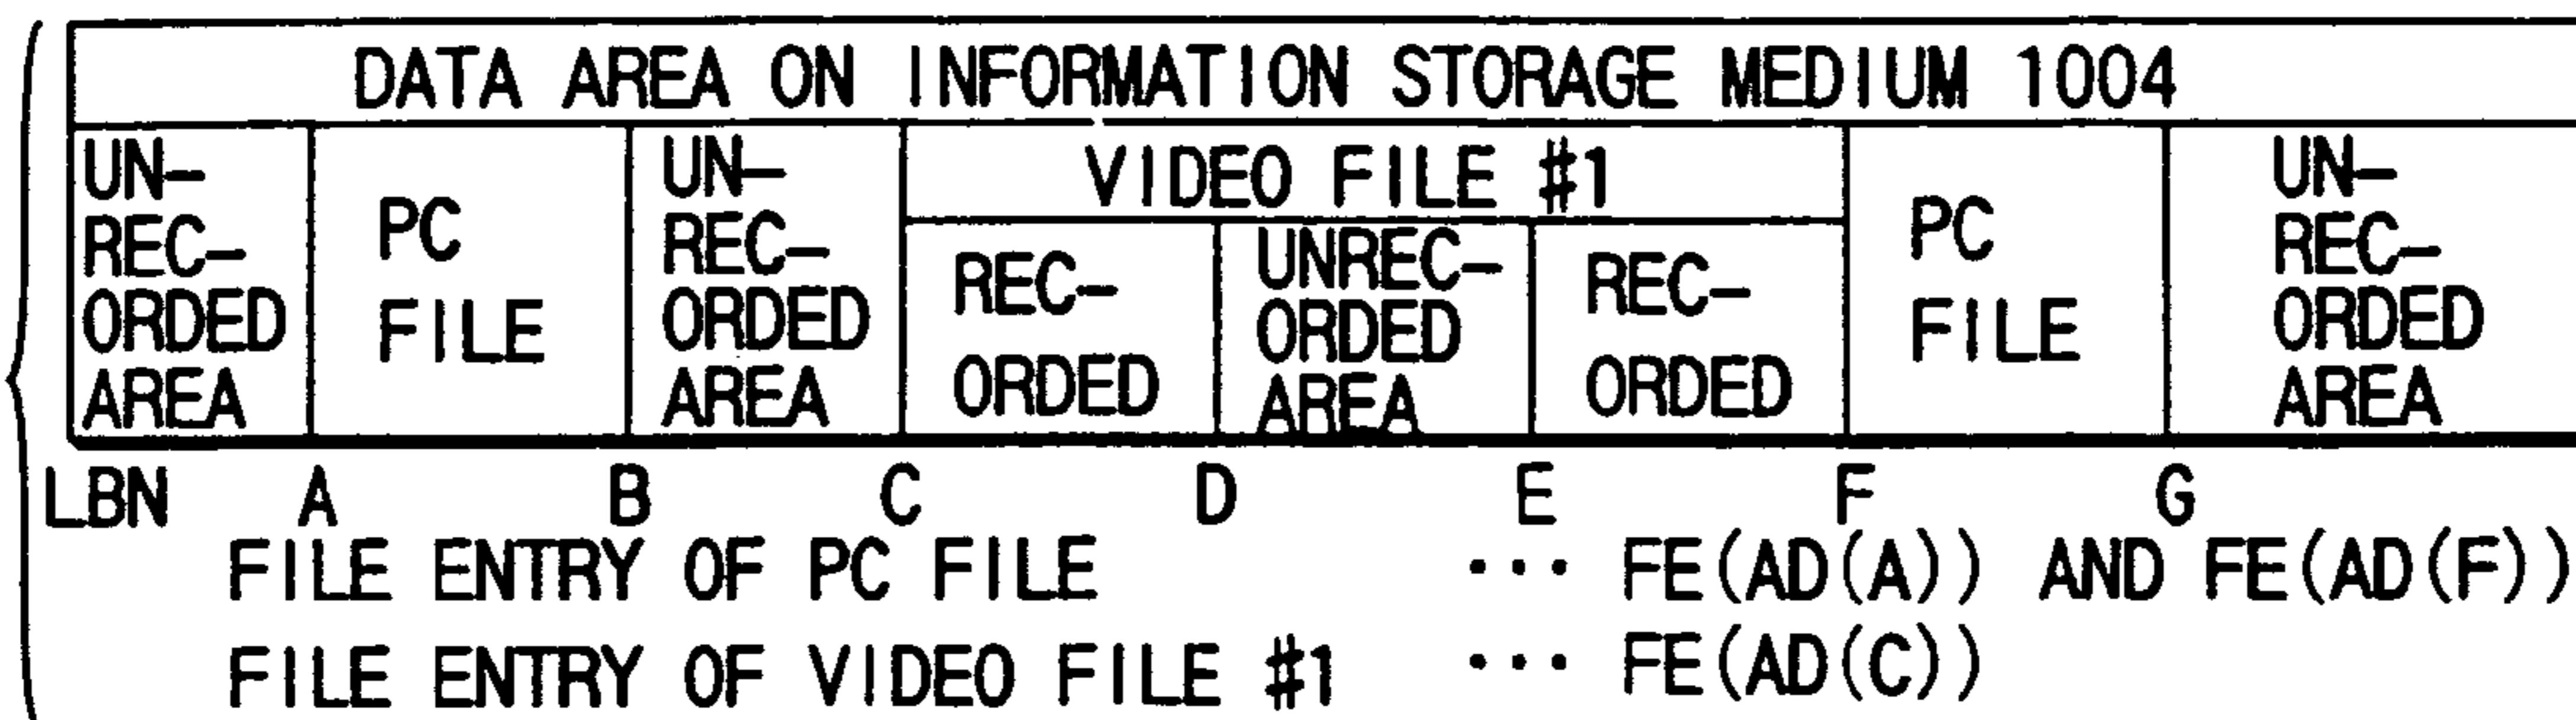 DATA AREA ON INFORMATION STORAGE MEDIUM 1004
UN-
REC-
ORDED
AREA
PC
FILE
UN-
REC-
ORDED
AREA
VIDEO FILE #1
REC-
ORDED
UNREC-
ORDED
AREA
REC-
ORDED
PC
FILE
UN-
REC-
ORDED
AREA
LBN A B C D E F G
FILE ENTRY OF PC FILE ··· FE(AD(A)) AND FE(AD(F))
FILE ENTRY OF VIDEO FILE #1 ··· FE(AD(C))